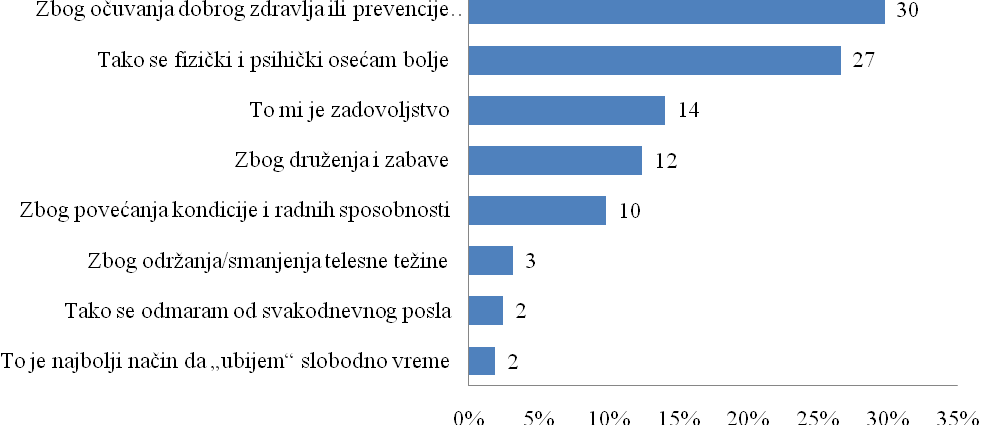 Zbog očuvanja dobrog zdravlja ili prevencije… 30
Tako se fizički i psihički osećam bolje 27
To mi je zadovoljstvo 14
Zbog druženja i zabave 12
Zbog povećanja kondicije i radnih sposobnosti 10
Zbog održanja/smanjenja telesne težine 3
Tako se odmaram od svakodnevnog posla 2
To je najbolji način da „ubijem“ slobodno vreme 2
0% 5% 10% 15% 20% 25% 30% 35%